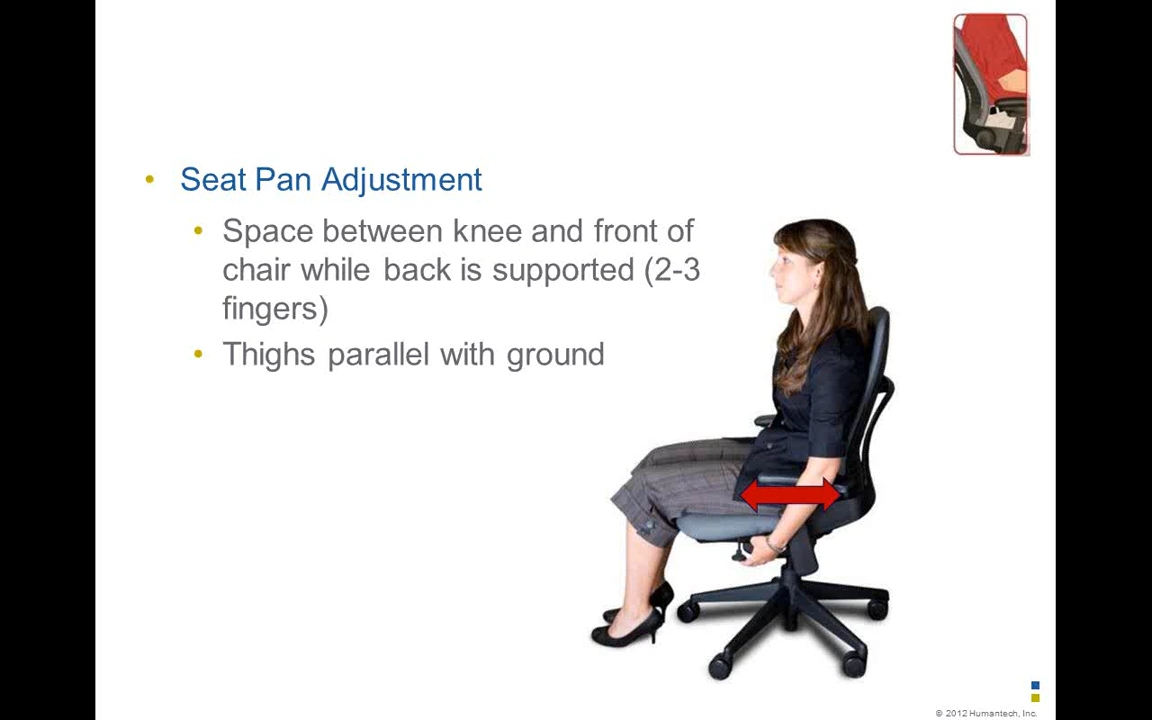 • Seat Pan Adjustment
• Space between knee and front of
chair while back is supported (2-3
fingers)
• Thighs parallel with ground
© 2012 Humantech, Inc.